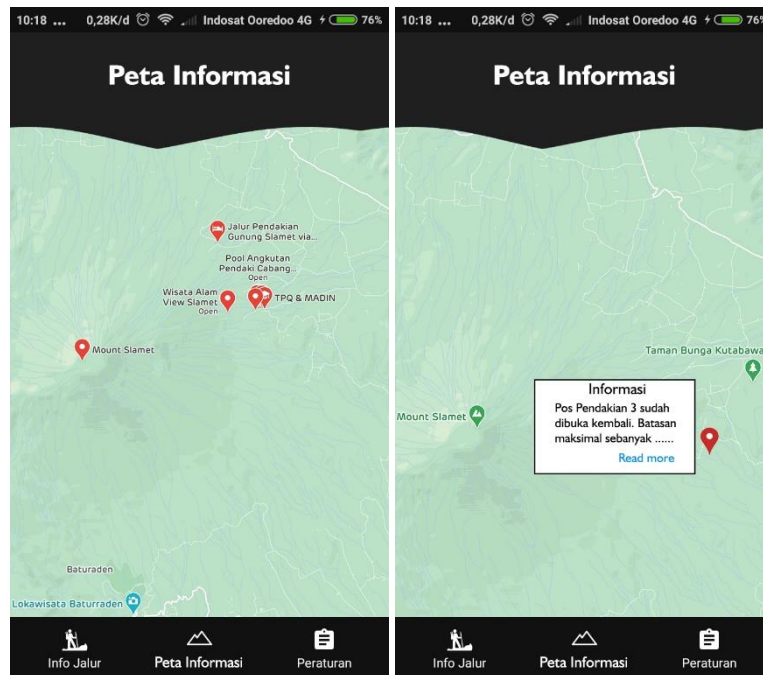 10:18 ... 0,28K/d Indosat Ooredoo 4G 76%
Peta Informasi
Jalur Pendakian
Gunung Slamet via...
Pool Angkutan
Pendaki Cabang...
Open
Wisata Alam
View Slamet
Open
TPQ & MADIN
Mount Slamet
Baturaden
Lokawisata Baturraden
Info Jalur
Peta Informasi
Peraturan
10:18 ... 0,28K/d Indosat Ooredoo 4G 76%
Peta Informasi
Taman Bunga Kutabawa
Informasi
Pos Pendakian 3 sudah
dibuka kembali. Batasan
maksimal sebanyak ......
Read more
Mount Slamet
Info Jalur
Peta Informasi
Peraturan